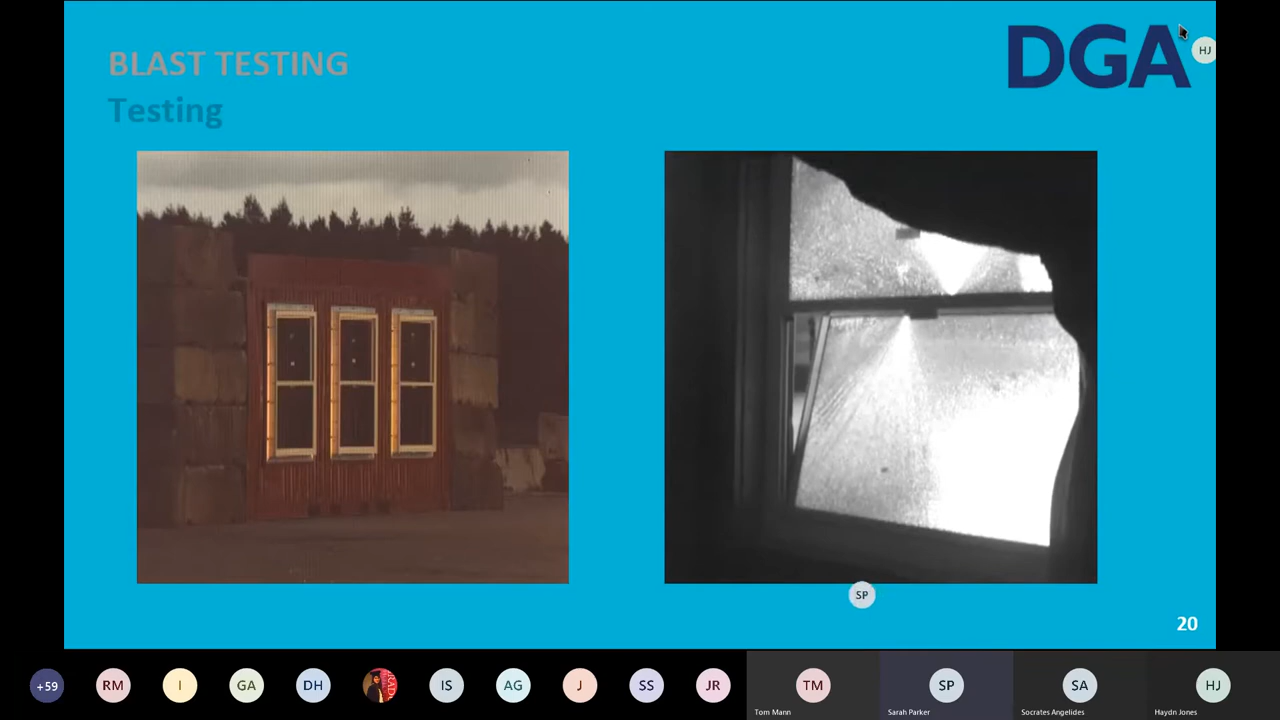 BLAST TESTING
Testing
DGA
HJ
SP
20
+59
RM
I
GA
DH
IS
AG
J
SS
JR
TM
SP
SA
HJ
Tom Mann
Sarah Parker
Socrates Angelides
Haydn Jones